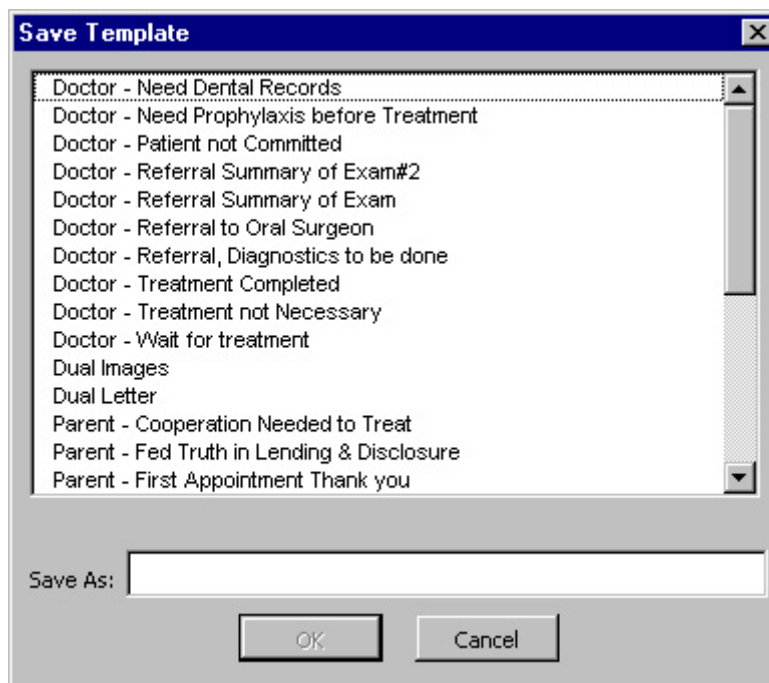 Save Template
Doctor - Need Dental Records
Doctor - Need Prophylaxis before Treatment
Doctor - Patient not Committed
Doctor - Referral Summary of Exam#2
Doctor - Referral Summary of Exam
Doctor - Referral to Oral Surgeon
Doctor - Referral, Diagnostics to be done
Doctor - Treatment Completed
Doctor - Treatment not Necessary
Doctor - Wait for treatment
Dual Images
Dual Letter
Parent - Cooperation Needed to Treat
Parent - Fed Truth in Lending & Disclosure
Parent - First Appointment Thank you
Save As:
OK Cancel